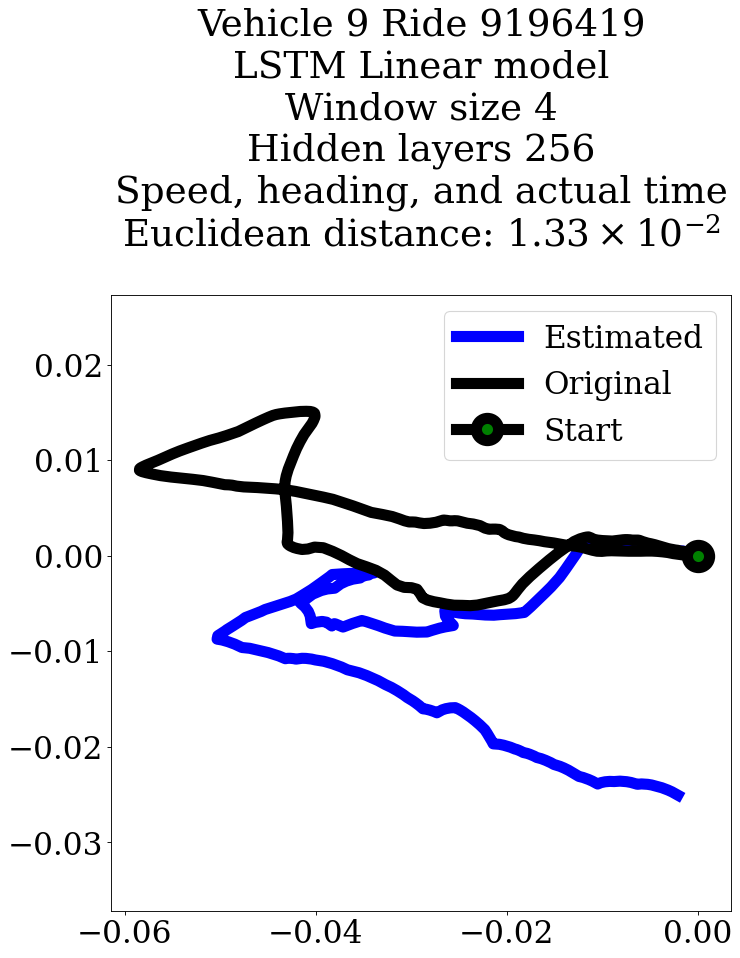 Vehicle 9 Ride 9196419
LSTM Linear model
Window size 4
Hidden layers 256
Speed, heading, and actual time
Euclidean distance: 1.33 × 10⁻²
Estimated
Original
Start
0.02
0.01
0.00
−0.01
−0.02
−0.03
−0.06
−0.04
−0.02
0.00